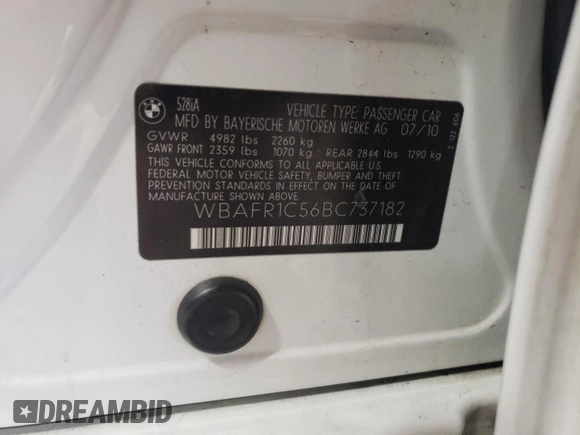 528iA
VEHICLE TYPE: PASSENGER CAR
MFD BY BAYERISCHE MOTOREN WERKE AG 07/10
GVWR 4982 lbs 2260 kg
GAWR FRONT 2359 lbs 1070 kg : REAR 2844 lbs 1290 kg
THIS VEHICLE CONFORMS TO ALL APPLICABLE U.S.
FEDERAL MOTOR VEHICLE SAFETY, BUMPER AND THEFT
PREVENTION STANDARDS IN EFFECT ON THE DATE OF
MANUFACTURE SHOWN ABOVE.
WBAFR1C56BC737182
DREAMBID